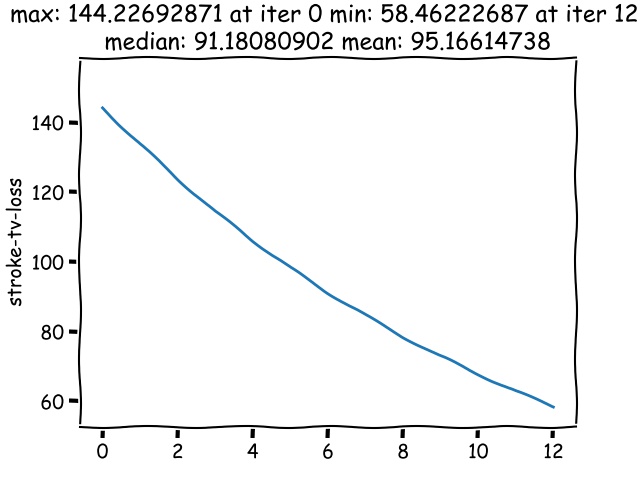 max: 144.22692871 at iter 0 min: 58.46222687 at iter 12
median: 91.18080902 mean: 95.16614738
stroke-tv-loss
140
120
100
80
60
0 2 4 6 8 10 12